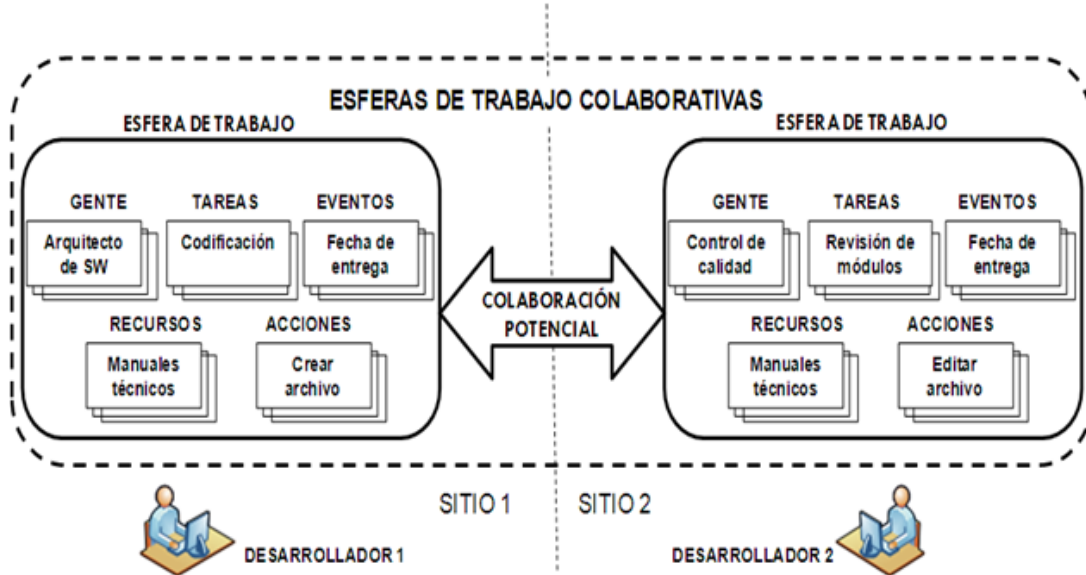 ESFERAS DE TRABAJO COLABORATIVAS
ESFERA DE TRABAJO
GENTE
TAREAS
EVENTOS
Arquitecto
de SW
Codificación
Fecha de
entrega
RECURSOS
ACCIONES
Manuales
técnicos
Crear
archivo
COLABORACIÓN
POTENCIAL
ESFERA DE TRABAJO
GENTE
TAREAS
EVENTOS
Control de
calidad
Revisión de
módulos
Fecha de
entrega
RECURSOS
ACCIONES
Manuales
técnicos
Editar
archivo
SITIO 1
SITIO 2
DESARROLLADOR 1
DESARROLLADOR 2